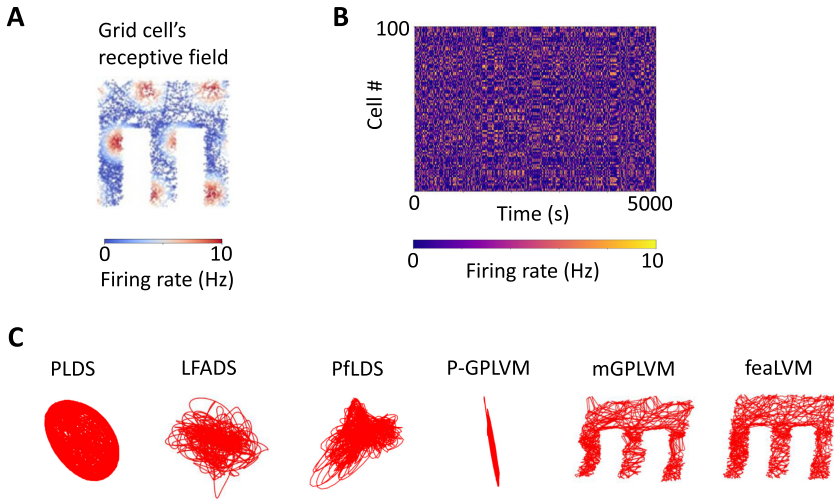 A
Grid cell's
receptive field
0 10
Firing rate (Hz)
B
100
Cell #
0 5000
Time (s)
0 10
Firing rate (Hz)
C
PLDS LFADS PfLDS P-GPLVM mGPLVM feaLVM